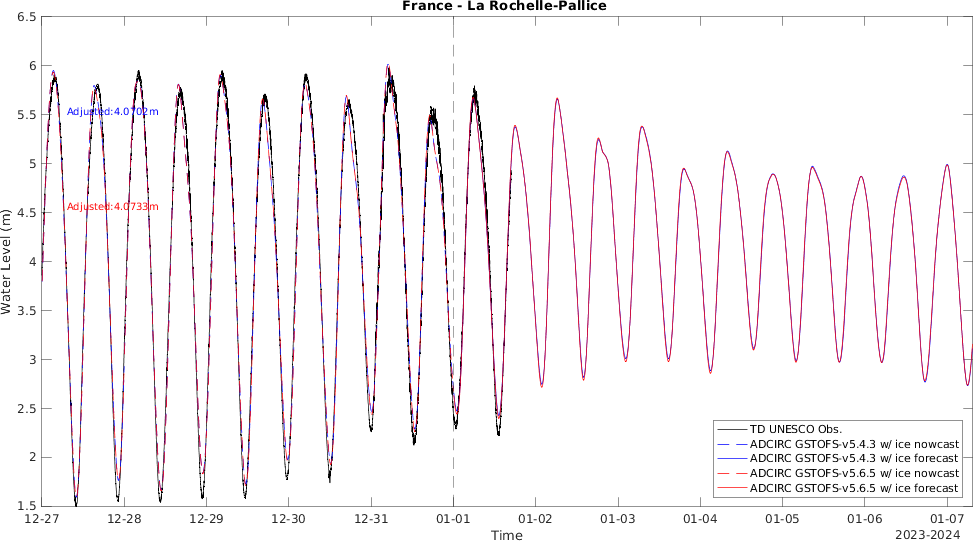 France - La Rochelle-Pallice
6.5
6
5.5
5
4.5
4
3.5
3
2.5
2
1.5
Water Level (m)
Adjusted:4.0702m
Adjusted:4.0733m
TD UNESCO Obs.
ADCIRC GSTOFS-v5.4.3 w/ ice nowcast
ADCIRC GSTOFS-v5.4.3 w/ ice forecast
ADCIRC GSTOFS-v5.6.5 w/ ice nowcast
ADCIRC GSTOFS-v5.6.5 w/ ice forecast
12-27 12-28 12-29 12-30 12-31 01-01 01-02 01-03 01-04 01-05 01-06 01-07
Time
2023-2024